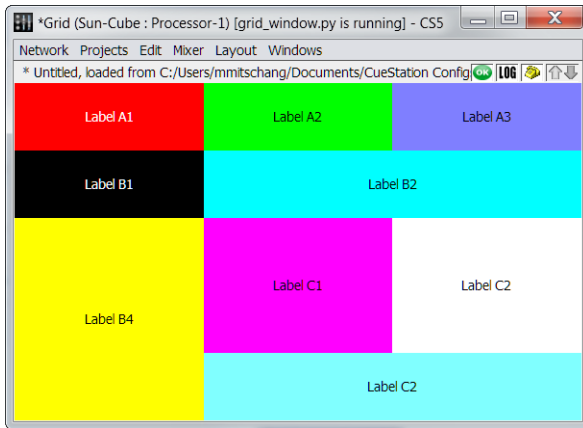 *Grid (Sun-Cube : Processor-1) [grid_window.py is running] - CS5
Network Projects Edit Mixer Layout Windows
* Untitled, loaded from C:/Users/mmitschang/Documents/CueStation Config OK LOG
Label A1 Label A2 Label A3
Label B1 Label B2
Label C1 Label C2
Label B4
Label C2